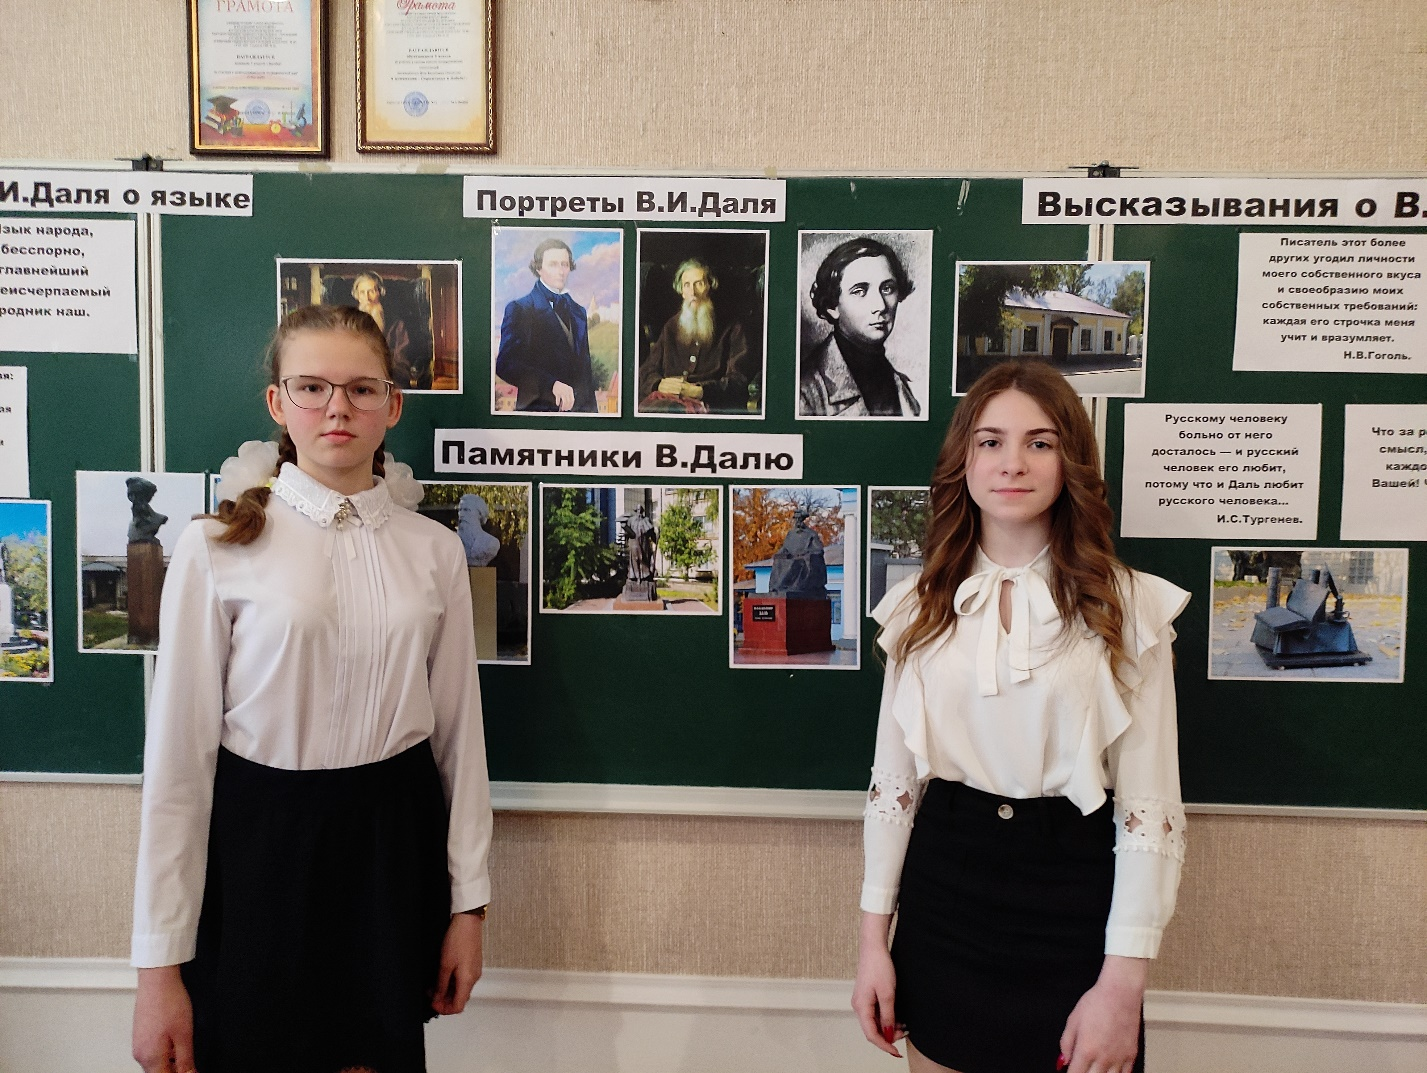 ГРАМОТА
Грамота
НАГРАЖДАЕТСЯ
НАГРАЖДАЕТСЯ
И.Даля о языке
Портреты В.И.Даля
Высказывания о В.
язык народа,
бесспорно,
главнейший
неисчерпаемый
родник наш.
Писатель этот более
других угодил личности
моего собственного вкуса
и своеобразию моих
собственных требований:
каждая его строчка меня
учит и вразумляет.
Н.В.Гоголь.
Памятники В.Далю
Русскому человеку
больно от него
досталось — и русский
человек его любит,
потому что и Даль любит
русского человека...
И.С.Тургенев.
Что за
смысл,
Вашей!